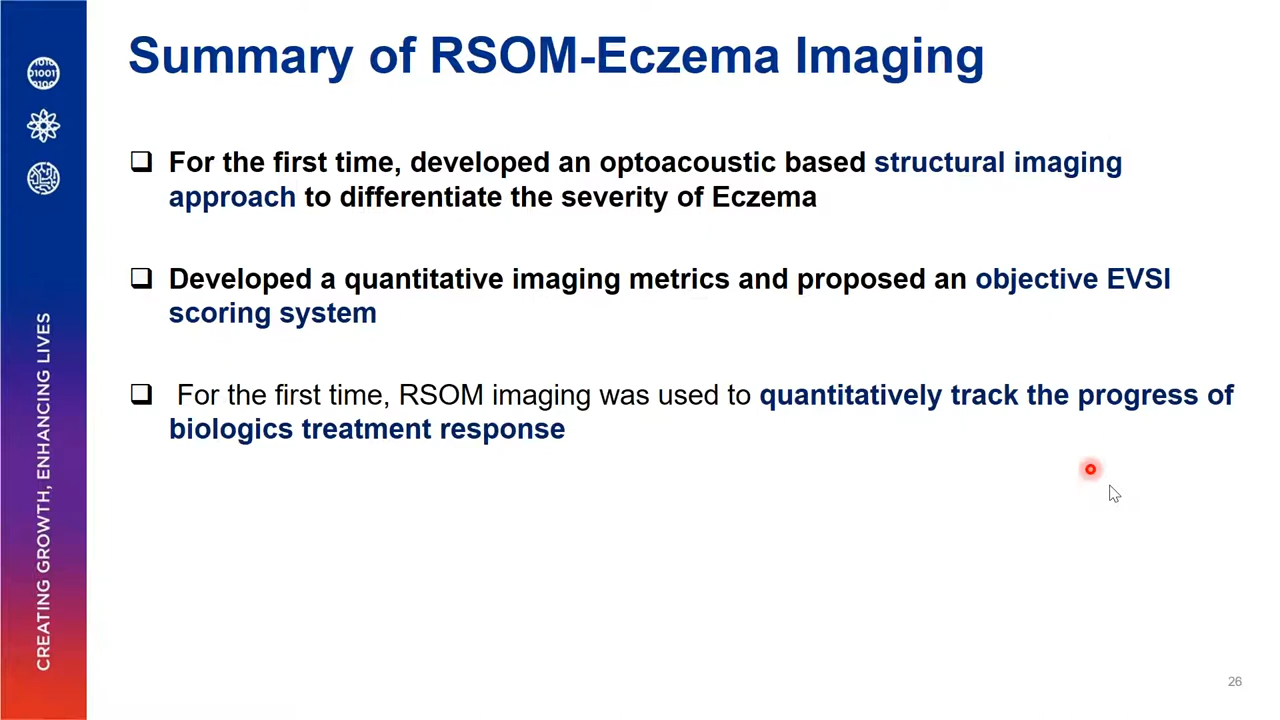 Summary of RSOM-Eczema Imaging
❑ For the first time, developed an optoacoustic based structural imaging
approach to differentiate the severity of Eczema
❑ Developed a quantitative imaging metrics and proposed an objective EVSI
scoring system
❑ For the first time, RSOM imaging was used to quantitatively track the progress of
biologics treatment response
CREATING GROWTH, ENHANCING LIVES
26